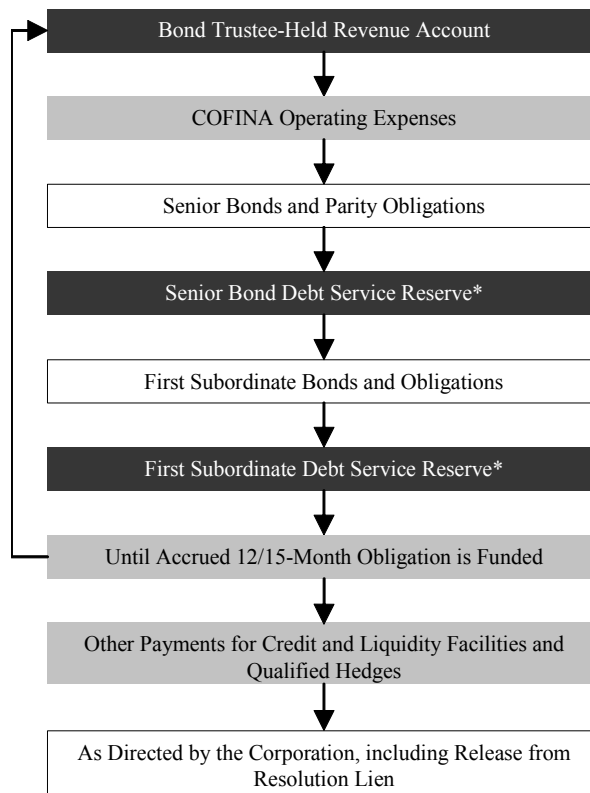 Bond Trustee-Held Revenue Account
COFINA Operating Expenses
Senior Bonds and Parity Obligations
Senior Bond Debt Service Reserve*
First Subordinate Bonds and Obligations
First Subordinate Debt Service Reserve*
Until Accrued 12/15-Month Obligation is Funded
Other Payments for Credit and Liquidity Facilities and
Qualified Hedges
As Directed by the Corporation, including Release from
Resolution Lien